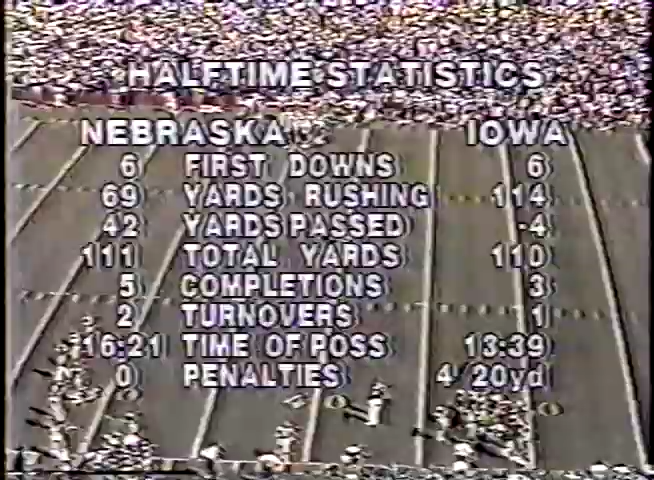 HALFTIME STATISTICS
NEBRASKA IOWA
6 FIRST DOWNS 6
69 YARDS RUSHING 114
42 YARDS PASSED -4
111 TOTAL YARDS 110
5 COMPLETIONS 3
2 TURNOVERS 1
16:21 TIME OF POSS 13:39
0 PENALTIES 4/20yd